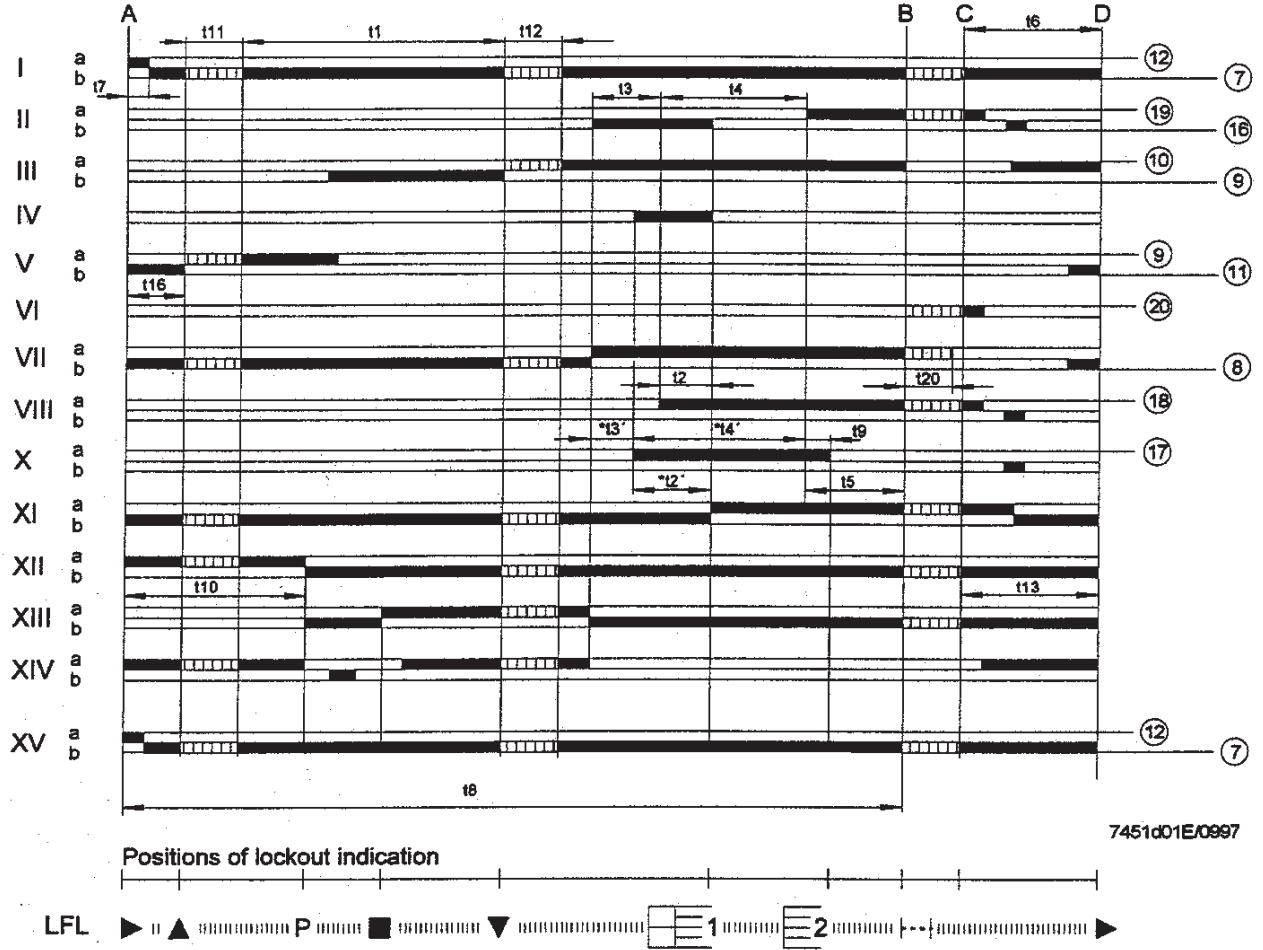 A B C D
t11 t1 t12 t6
I a 12
b 7
t7 t3 t4
II a 19
b 16
III a 10
b 9
IV
V a 9
b 11
t16
VI 20
VII a
b 8
t2 t20
VIII a 18
b
*t3´ *t4´ t9
X a 17
b
*t2´ t5
XI a
b
XII a
b
t10 t13
XIII a
b
XIV a
b
XV a 12
b 7
t8
7451d01E/0997
Positions of lockout indication
LFL P 1 2